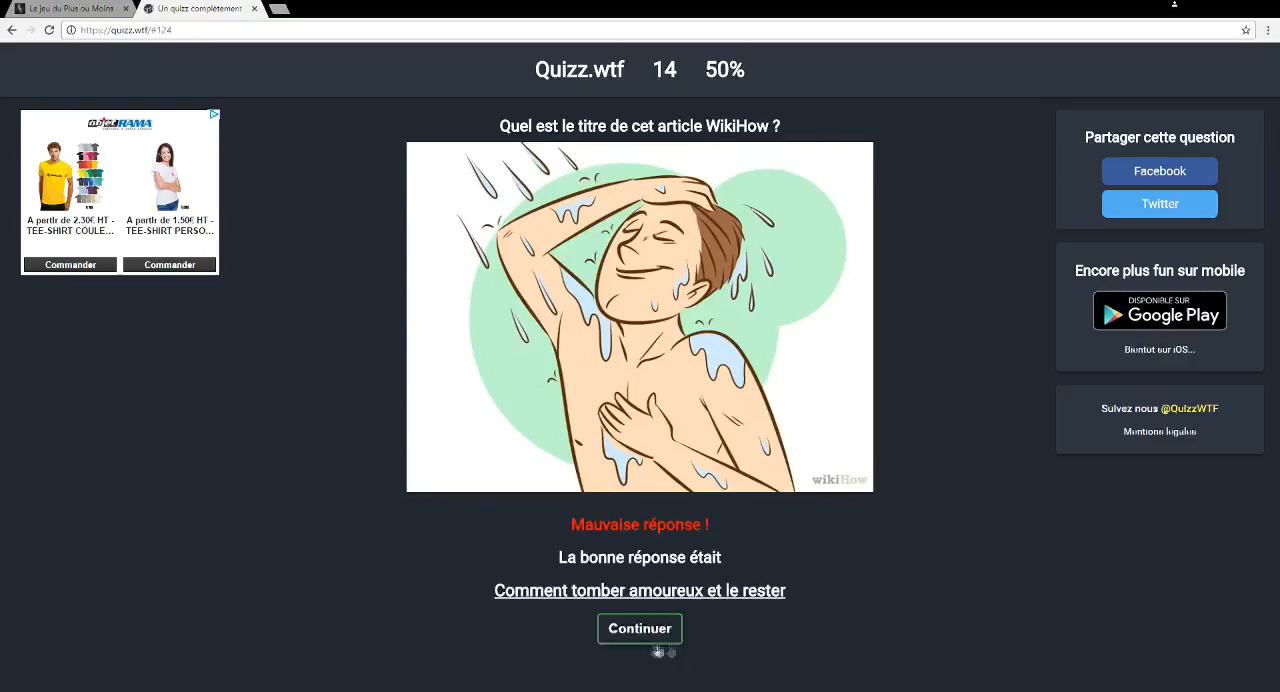 Le jeu du Plus ou Moins
Un quizz complètement
https://quizz.wtf/#124
Quizz.wtf 14 50%
RAMA
A partir de 2.30€ HT -
TEE-SHIRT COULE...
A partir de 1.50€ HT -
TEE-SHIRT PERSO...
Commander
Commander
Quel est le titre de cet article WikiHow ?
wikiHow
Mauvaise réponse !
La bonne réponse était
Comment tomber amoureux et le rester
Continuer
Partager cette question
Facebook
Twitter
Encore plus fun sur mobile
DISPONIBLE SUR
Google Play
Bientôt sur iOS...
Suivez nous @QuizzWTF
Mentions légales